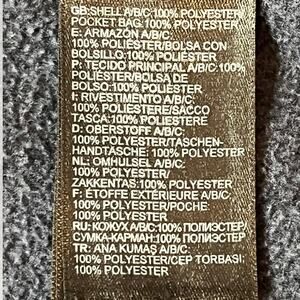 GB:SHELL A/B/C:100% POLYESTER/
POCKET BAG:100% POLYESTER
E: ARMAZÓN A/B/C:
100% POLIÉSTER/BOLSA CON
BOLSILLO:100% POLIÉSTER
P: TECIDO PRINCIPAL A/B/C:100%
POLIÉSTER/BOLSA DE
BOLSO:100% POLIÉSTER
I: RIVESTIMENTO A/B/C:
100% POLIESTERE/SACCO
TASCA:100% POLIESTERE
D: OBERSTOFF A/B/C:
100% POLYESTER/TASCHEN-
HANDTASCHE :100% POLYESTER
NL: OMHULSEL A/B/C:
100% POLYESTER/
ZAKKENTAS:100% POLYESTER
F: ÉTOFFE EXTÉRIEURE A/B/C:
100% POLYESTER/POCHE:
100% POLYESTER
RU: КОЖУХ A/B/C:100% ПОЛИЭСТЕР/
СУМКА-КАРМАН:100% ПОЛИЭСТЕР
TR: ANA KUMAŞ A/B/C:
100% POLYESTER/CEP TORBASI:
100% POLYESTER